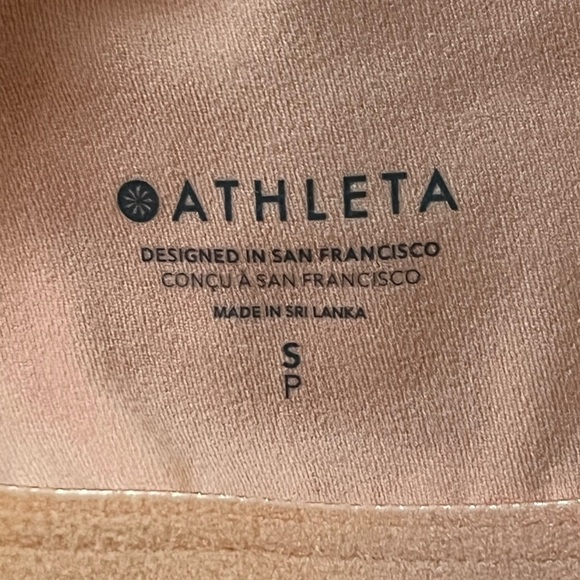 ATHLETA
DESIGNED IN SAN FRANCISCO
CONÇU À SAN FRANCISCO
MADE IN SRI LANKA
S
P